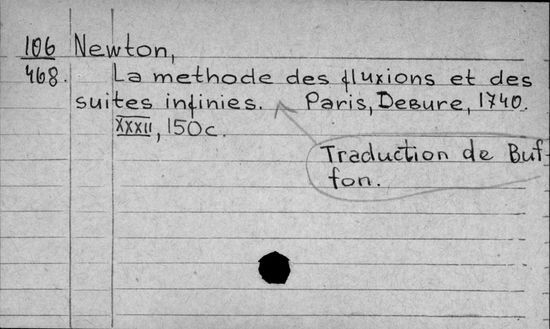 106 Newton,
468. La methode des fluxions et des
suites infinies. Paris, Debure, 1740.
XXXII, 150 c.
Traduction de Buf-
fon.